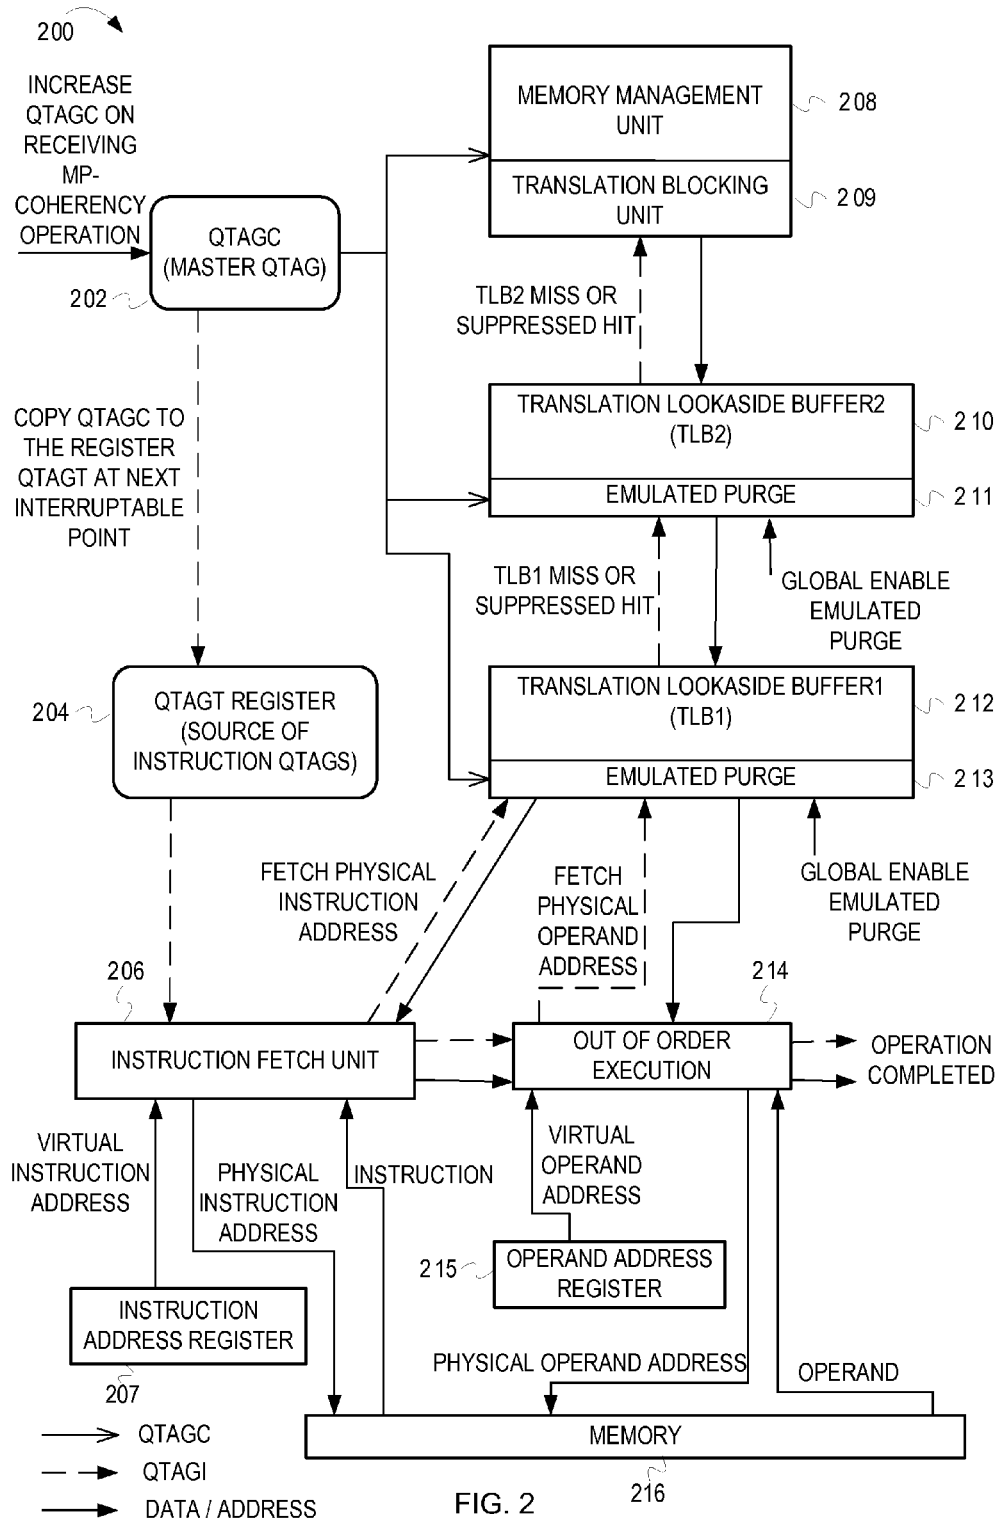 200
INCREASE
QTAGC ON
RECEIVING
MP-
COHERENCY
OPERATION
QTAGC
(MASTER QTAG)
202
MEMORY MANAGEMENT
UNIT
208
TRANSLATION BLOCKING
UNIT
209
TLB2 MISS OR
SUPPRESSED HIT
COPY QTAGC TO
THE REGISTER
QTAGT AT NEXT
INTERRUPTABLE
POINT
TRANSLATION LOOKASIDE BUFFER2
(TLB2)
210
EMULATED PURGE
211
TLB1 MISS OR
SUPPRESSED HIT
GLOBAL ENABLE
EMULATED
PURGE
204
QTAGT REGISTER
(SOURCE OF
INSTRUCTION QTAGS)
TRANSLATION LOOKASIDE BUFFER1
(TLB1)
212
EMULATED PURGE
213
FETCH PHYSICAL
INSTRUCTION
ADDRESS
FETCH
PHYSICAL
OPERAND
ADDRESS
GLOBAL ENABLE
EMULATED
PURGE
206
INSTRUCTION FETCH UNIT
214
OUT OF ORDER
EXECUTION
OPERATION
COMPLETED
VIRTUAL
INSTRUCTION
ADDRESS
PHYSICAL
INSTRUCTION
ADDRESS
INSTRUCTION
VIRTUAL
OPERAND
ADDRESS
215
OPERAND ADDRESS
REGISTER
INSTRUCTION
ADDRESS REGISTER
207
PHYSICAL OPERAND ADDRESS
OPERAND
MEMORY
216
QTAGC
QTAGI
DATA / ADDRESS
FIG. 2